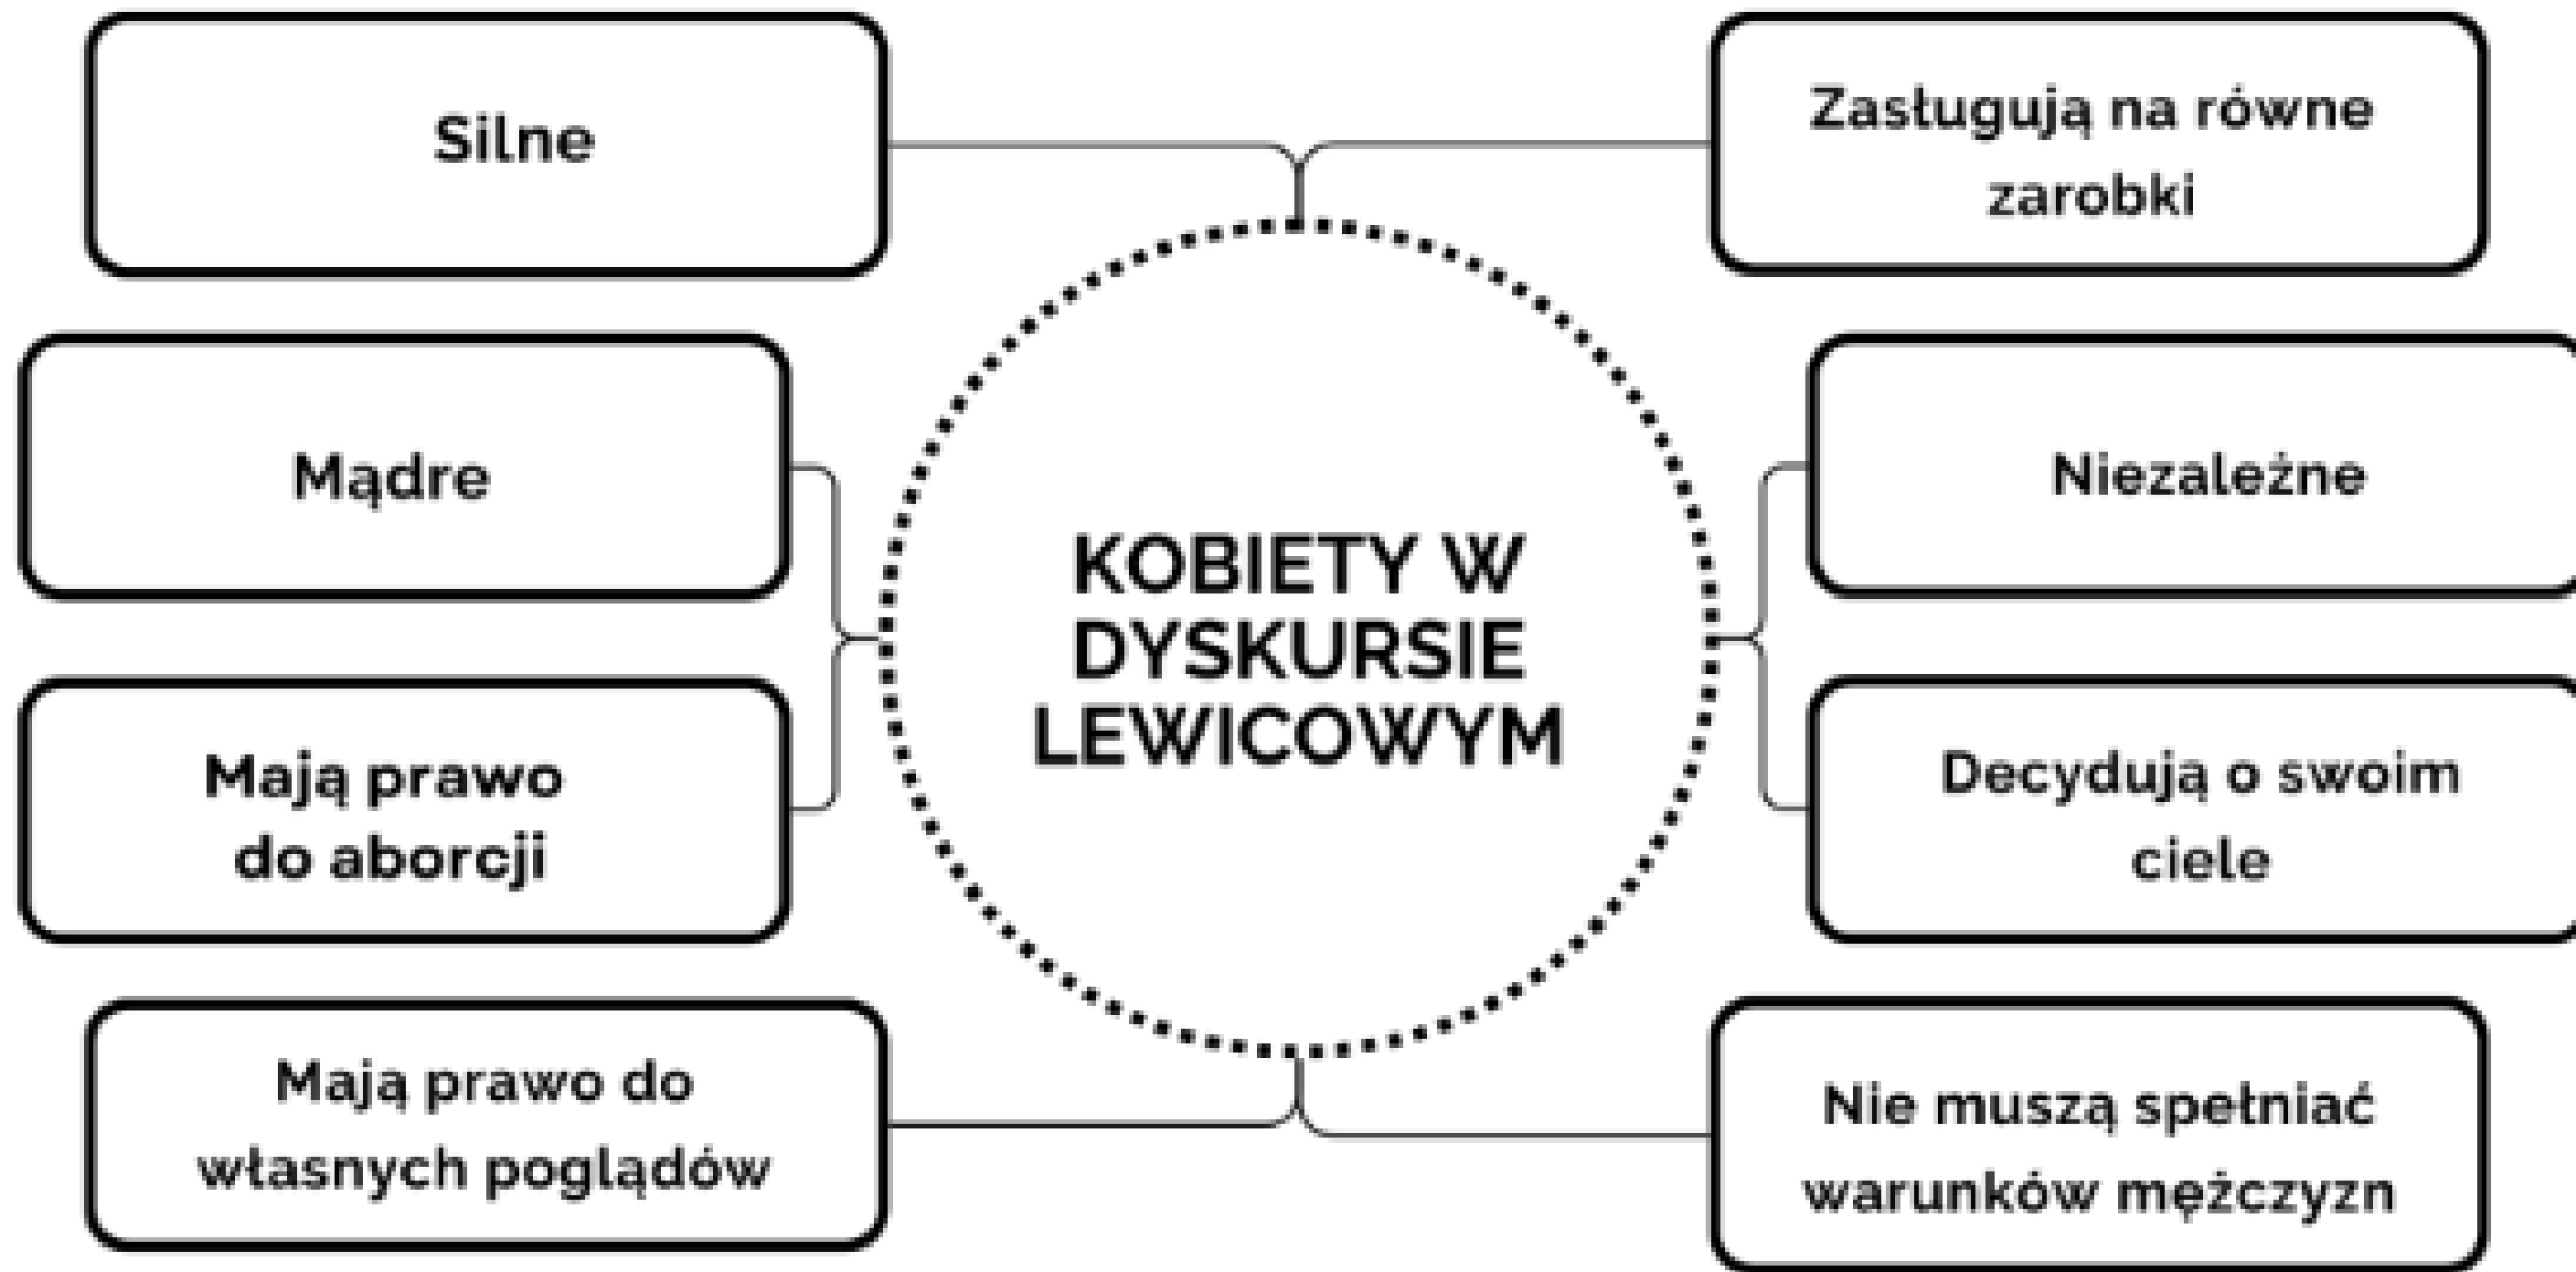 Silne
Zasługują na równe
zarobki
Mądre
Niezależne
KOBIETY W
DYSKURSIE
LEWICOWYM
Mają prawo
do aborcji
Decydują o swoim
ciele
Mają prawo do
własnych poglądów
Nie muszą spełniać
warunków mężczyzn